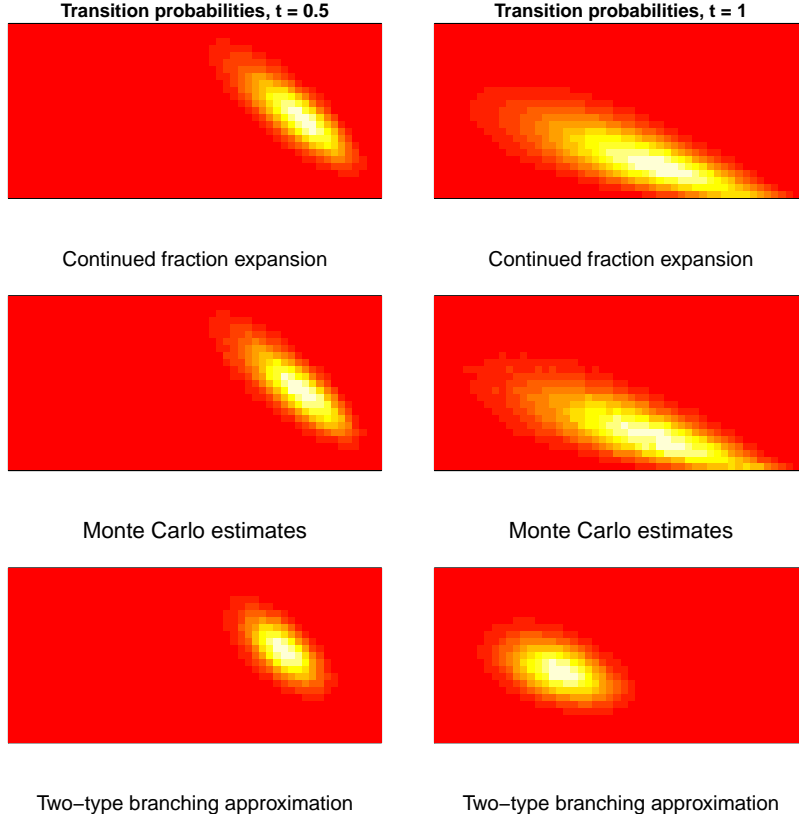 Transition probabilities, t = 0.5
Transition probabilities, t = 1
Continued fraction expansion
Continued fraction expansion
Monte Carlo estimates
Monte Carlo estimates
Two−type branching approximation
Two−type branching approximation